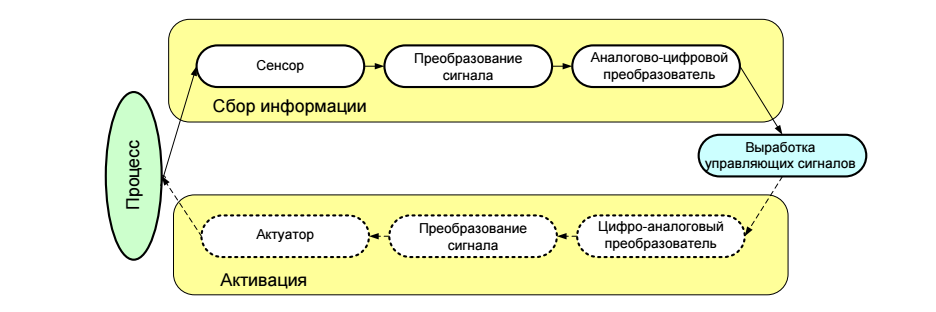 Сенсор
Преобразование
сигнала
Аналогово-цифровой
преобразователь
Сбор информации
Процесс
Выработка
управляющих сигналов
Актуатор
Преобразование
сигнала
Цифро-аналоговый
преобразователь
Активация